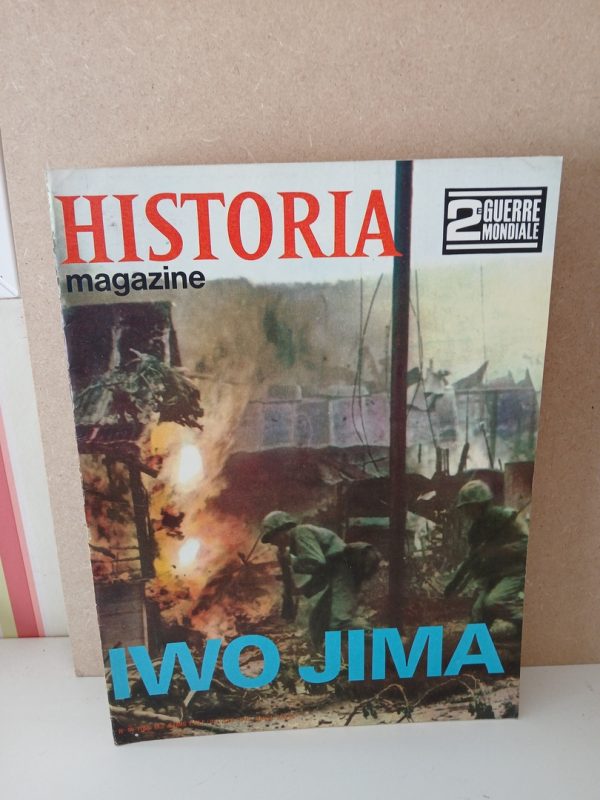 HISTORIA
magazine
2e GUERRE
MONDIALE
IWO JIMA